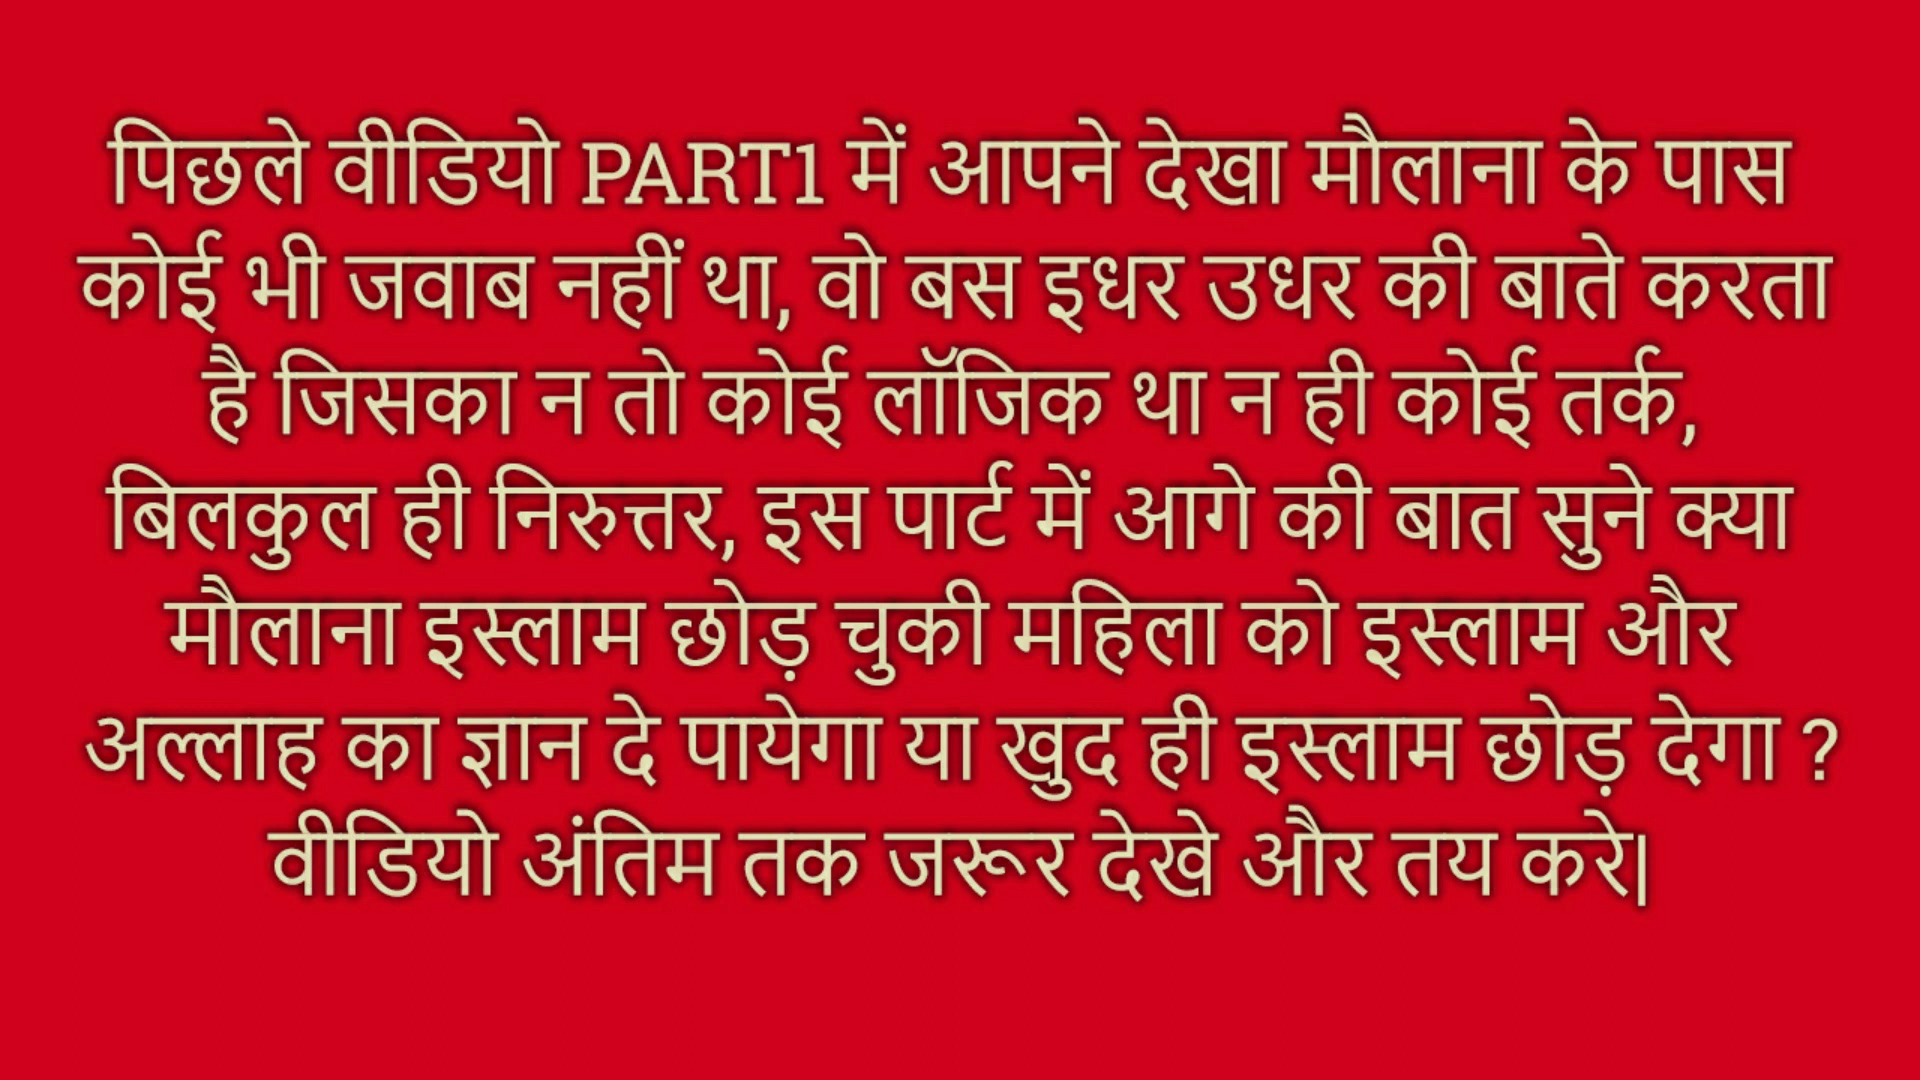 पिछले वीडियो PART1 में आपने देखा मौलाना के पास
कोई भी जवाब नहीं था, वो बस इधर उधर की बाते करता
है जिसका न तो कोई लॉजिक था न ही कोई तर्क,
बिलकुल ही निरुत्तर, इस पार्ट में आगे की बात सुने क्या
मौलाना इस्लाम छोड़ चुकी महिला को इस्लाम और
अल्लाह का ज्ञान दे पायेगा या खुद ही इस्लाम छोड़ देगा ?
वीडियो अंतिम तक जरूर देखे और तय करे|